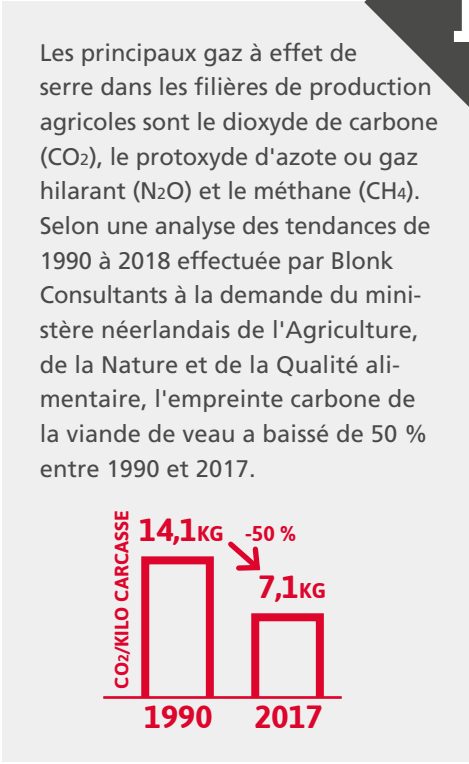 Les principaux gaz à effet de
serre dans les filières de production
agricoles sont le dioxyde de carbone
(CO2), le protoxyde d'azote ou gaz
hilarant (N2O) et le méthane (CH4).
Selon une analyse des tendances de
1990 à 2018 effectuée par Blonk
Consultants à la demande du mini-
stère néerlandais de l'Agriculture,
de la Nature et de la Qualité ali-
mentaire, l'empreinte carbone de
la viande de veau a baissé de 50 %
entre 1990 et 2017.
CO2/KILO CARCASSE
14,1KG -50 %
7,1KG
1990 2017